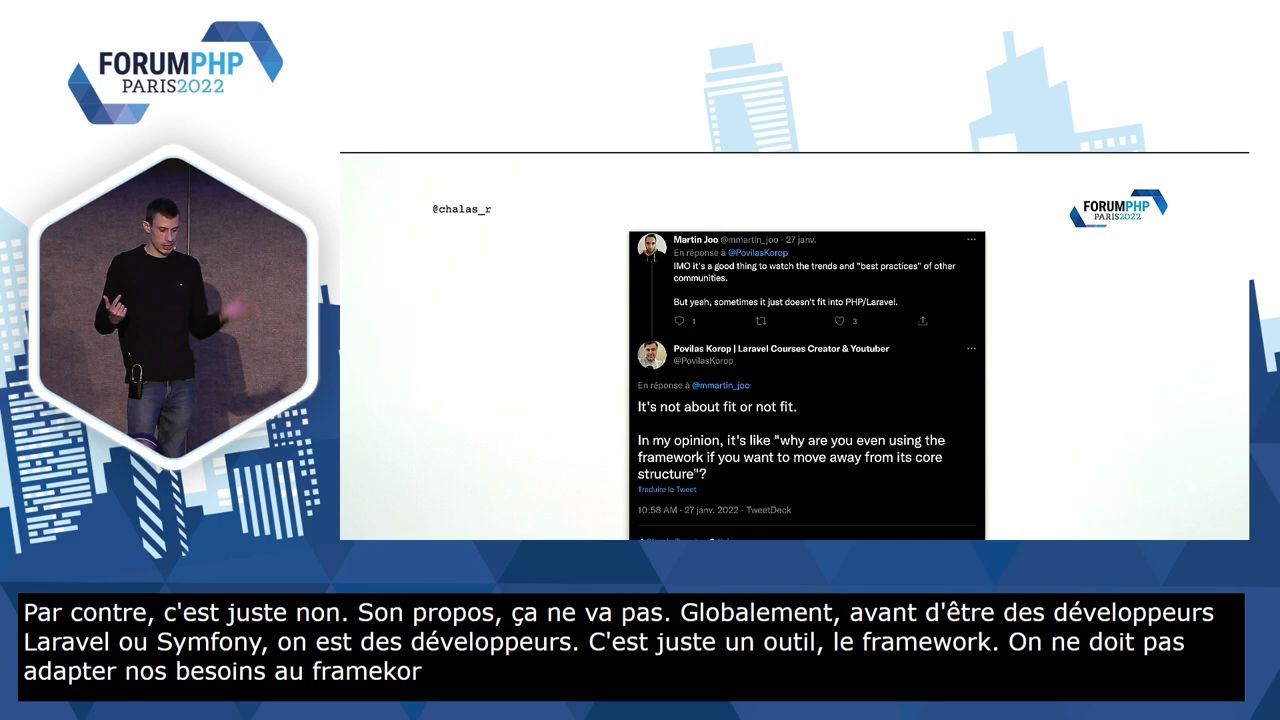 FORUMPHP
PARIS2022
@chalas_r
FORUMPHP
PARIS2022
Martin Joo @mmartin_joo · 27 janv.
En réponse à @PovilasKorop
IMO it's a good thing to watch the trends and "best practices" of other
communities.
But yeah, sometimes it just doesn't fit into PHP/Laravel.
1
3
Povilas Korop | Laravel Courses Creator & Youtuber
@PovilasKorop
En réponse à @mmartin_joo
It's not about fit or not fit.
In my opinion, it's like "why are you even using the
framework if you want to move away from its core
structure"?
Traduire le Tweet
10:58 AM · 27 janv. 2022 · TweetDeck
Par contre, c'est juste non. Son propos, ça ne va pas. Globalement, avant d'être des développeurs
Laravel ou Symfony, on est des développeurs. C'est juste un outil, le framework. On ne doit pas
adapter nos besoins au framekor